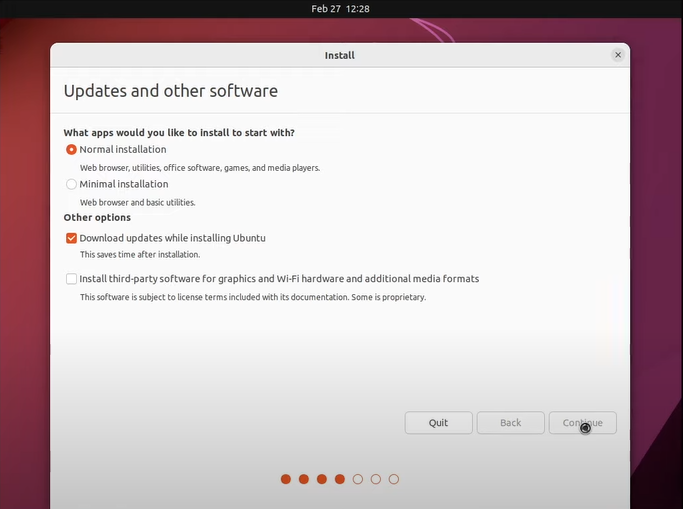 Feb 27 12:28
Install
Updates and other software
What apps would you like to install to start with?
Normal installation
Web browser, utilities, office software, games, and media players.
Minimal installation
Web browser and basic utilities.
Other options
Download updates while installing Ubuntu
This saves time after installation.
Install third-party software for graphics and Wi-Fi hardware and additional media formats
This software is subject to license terms included with its documentation. Some is proprietary.
Quit Back Continue